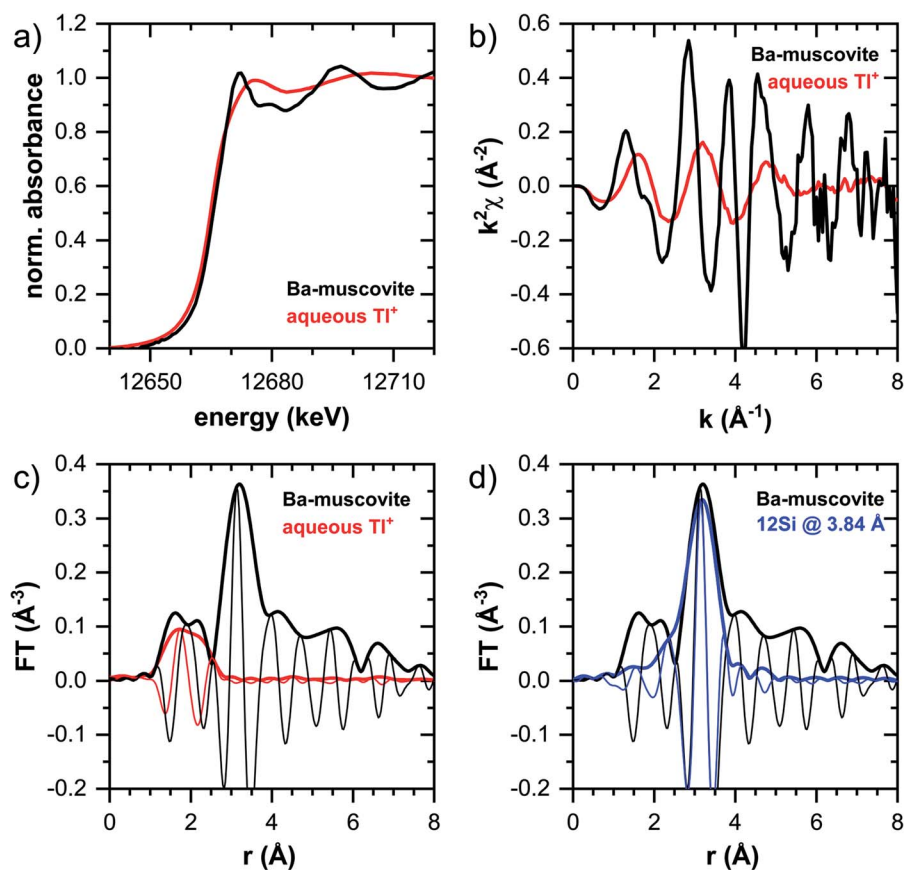 a)
1.2
1.0
0.8
0.6
0.4
0.2
0.0
norm. absorbance
Ba-muscovite
aqueous Tl⁺
12650
12680
12710
energy (keV)
b)
0.6
0.4
0.2
0.0
-0.2
-0.4
-0.6
k²χ (Å⁻²)
Ba-muscovite
aqueous Tl⁺
0
2
4
6
8
k (Å⁻¹)
c)
0.4
0.3
0.2
0.1
0.0
-0.1
-0.2
FT (Å⁻³)
Ba-muscovite
aqueous Tl⁺
0
2
4
6
8
r (Å)
d)
0.4
0.3
0.2
0.1
0.0
-0.1
-0.2
FT (Å⁻³)
Ba-muscovite
12Si @ 3.84 Å
0
2
4
6
8
r (Å)